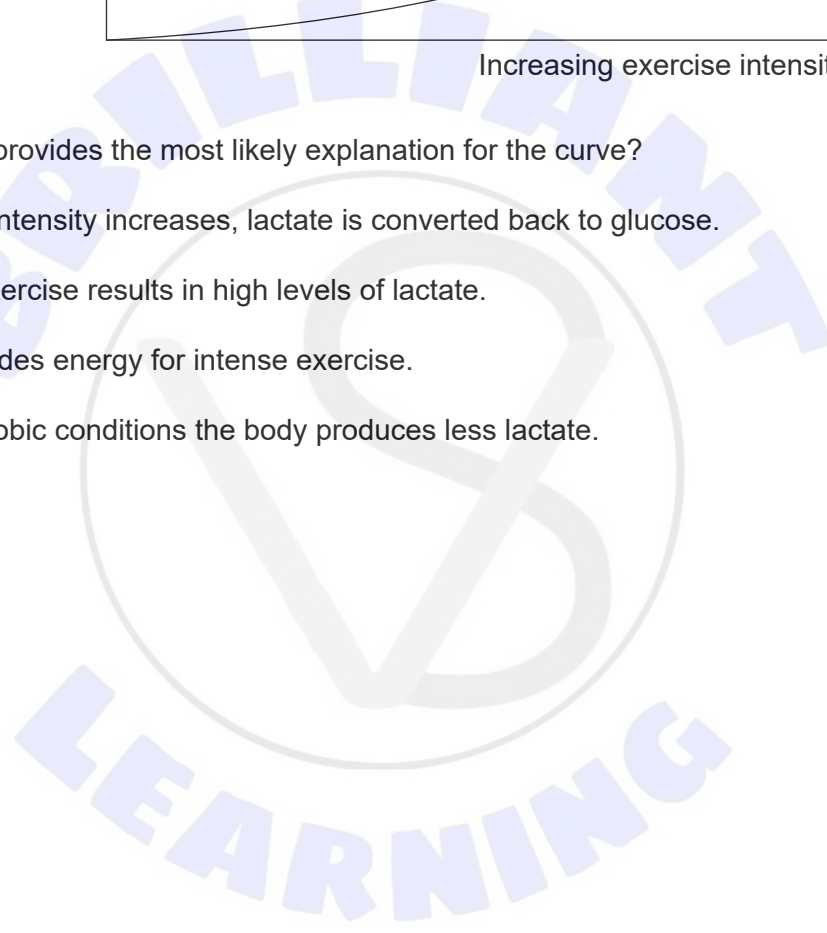 Increasing exercise intensit
provides the most likely explanation for the curve?
ntensity increases, lactate is converted back to glucose.
ercise results in high levels of lactate.
des energy for intense exercise.
obic conditions the body produces less lactate.
BRILLIANT
VS
LEARNING